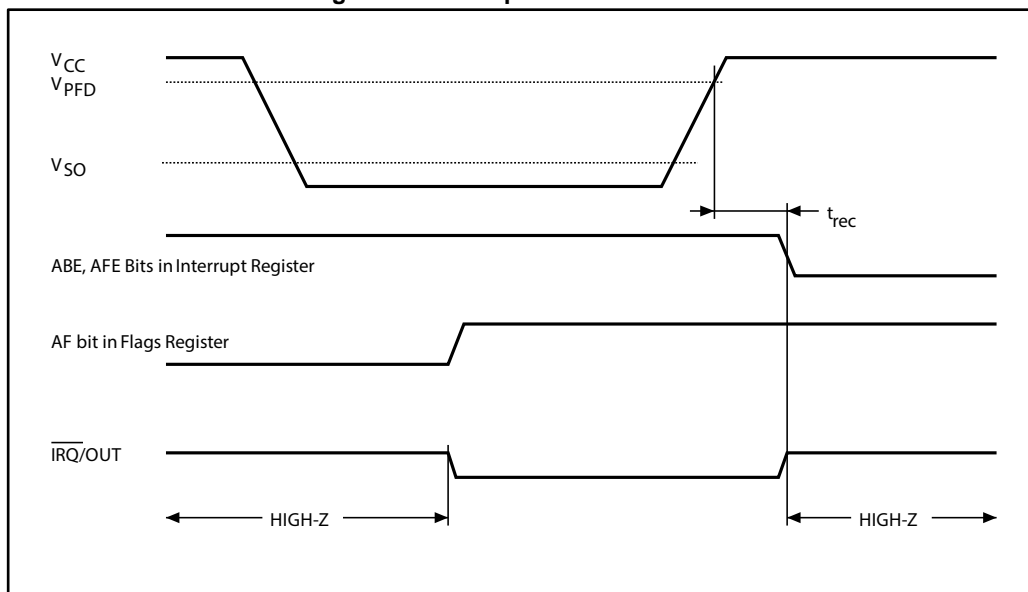 VCC
VPFD
VSO
trec
ABE, AFE Bits in Interrupt Register
AF bit in Flags Register
IRQ/OUT
HIGH-Z
HIGH-Z